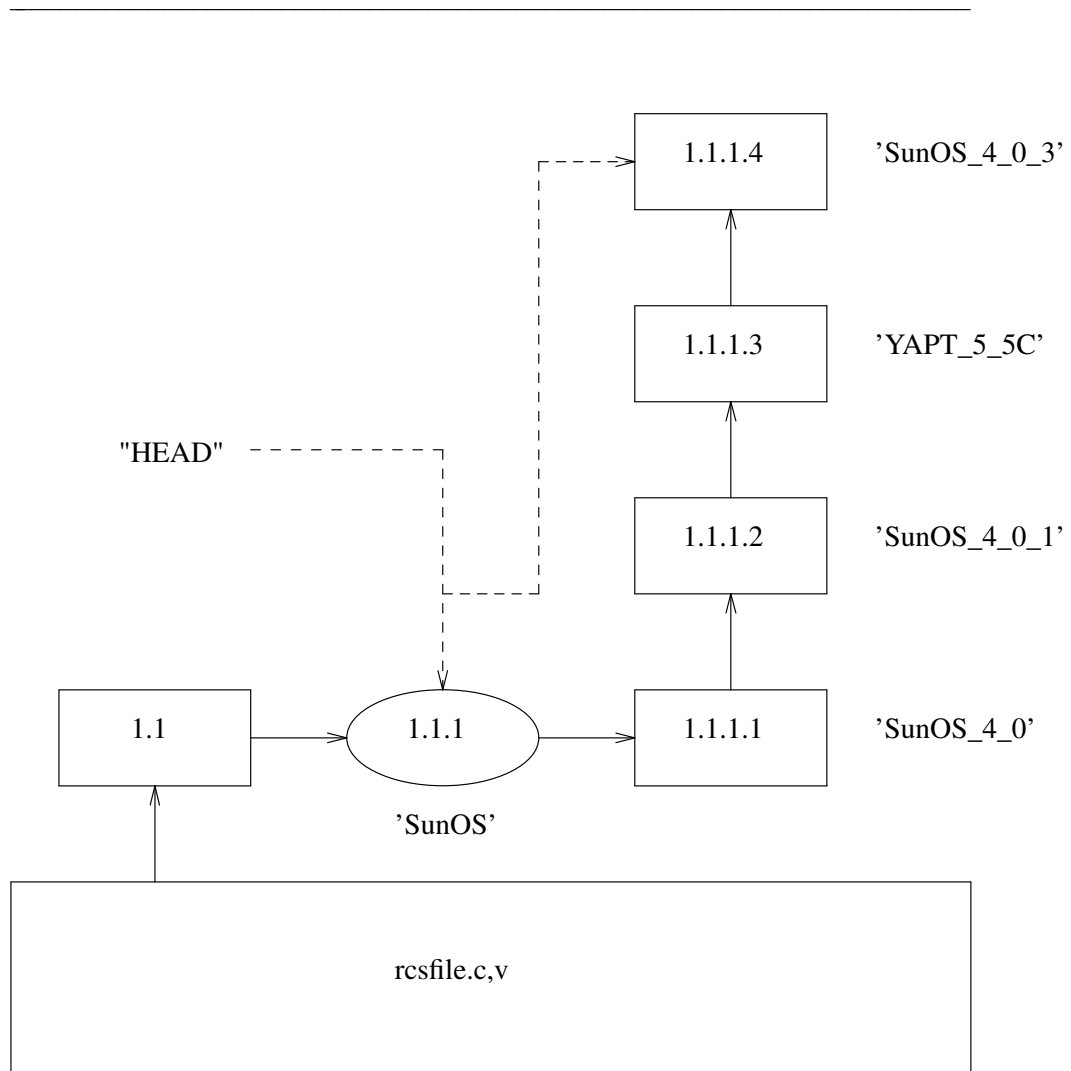 1.1.1.4 ’SunOS_4_0_3’
1.1.1.3 ’YAPT_5_5C’
"HEAD"
1.1.1.2 ’SunOS_4_0_1’
1.1 1.1.1 1.1.1.1 ’SunOS_4_0’
’SunOS’
rcsfile.c,v